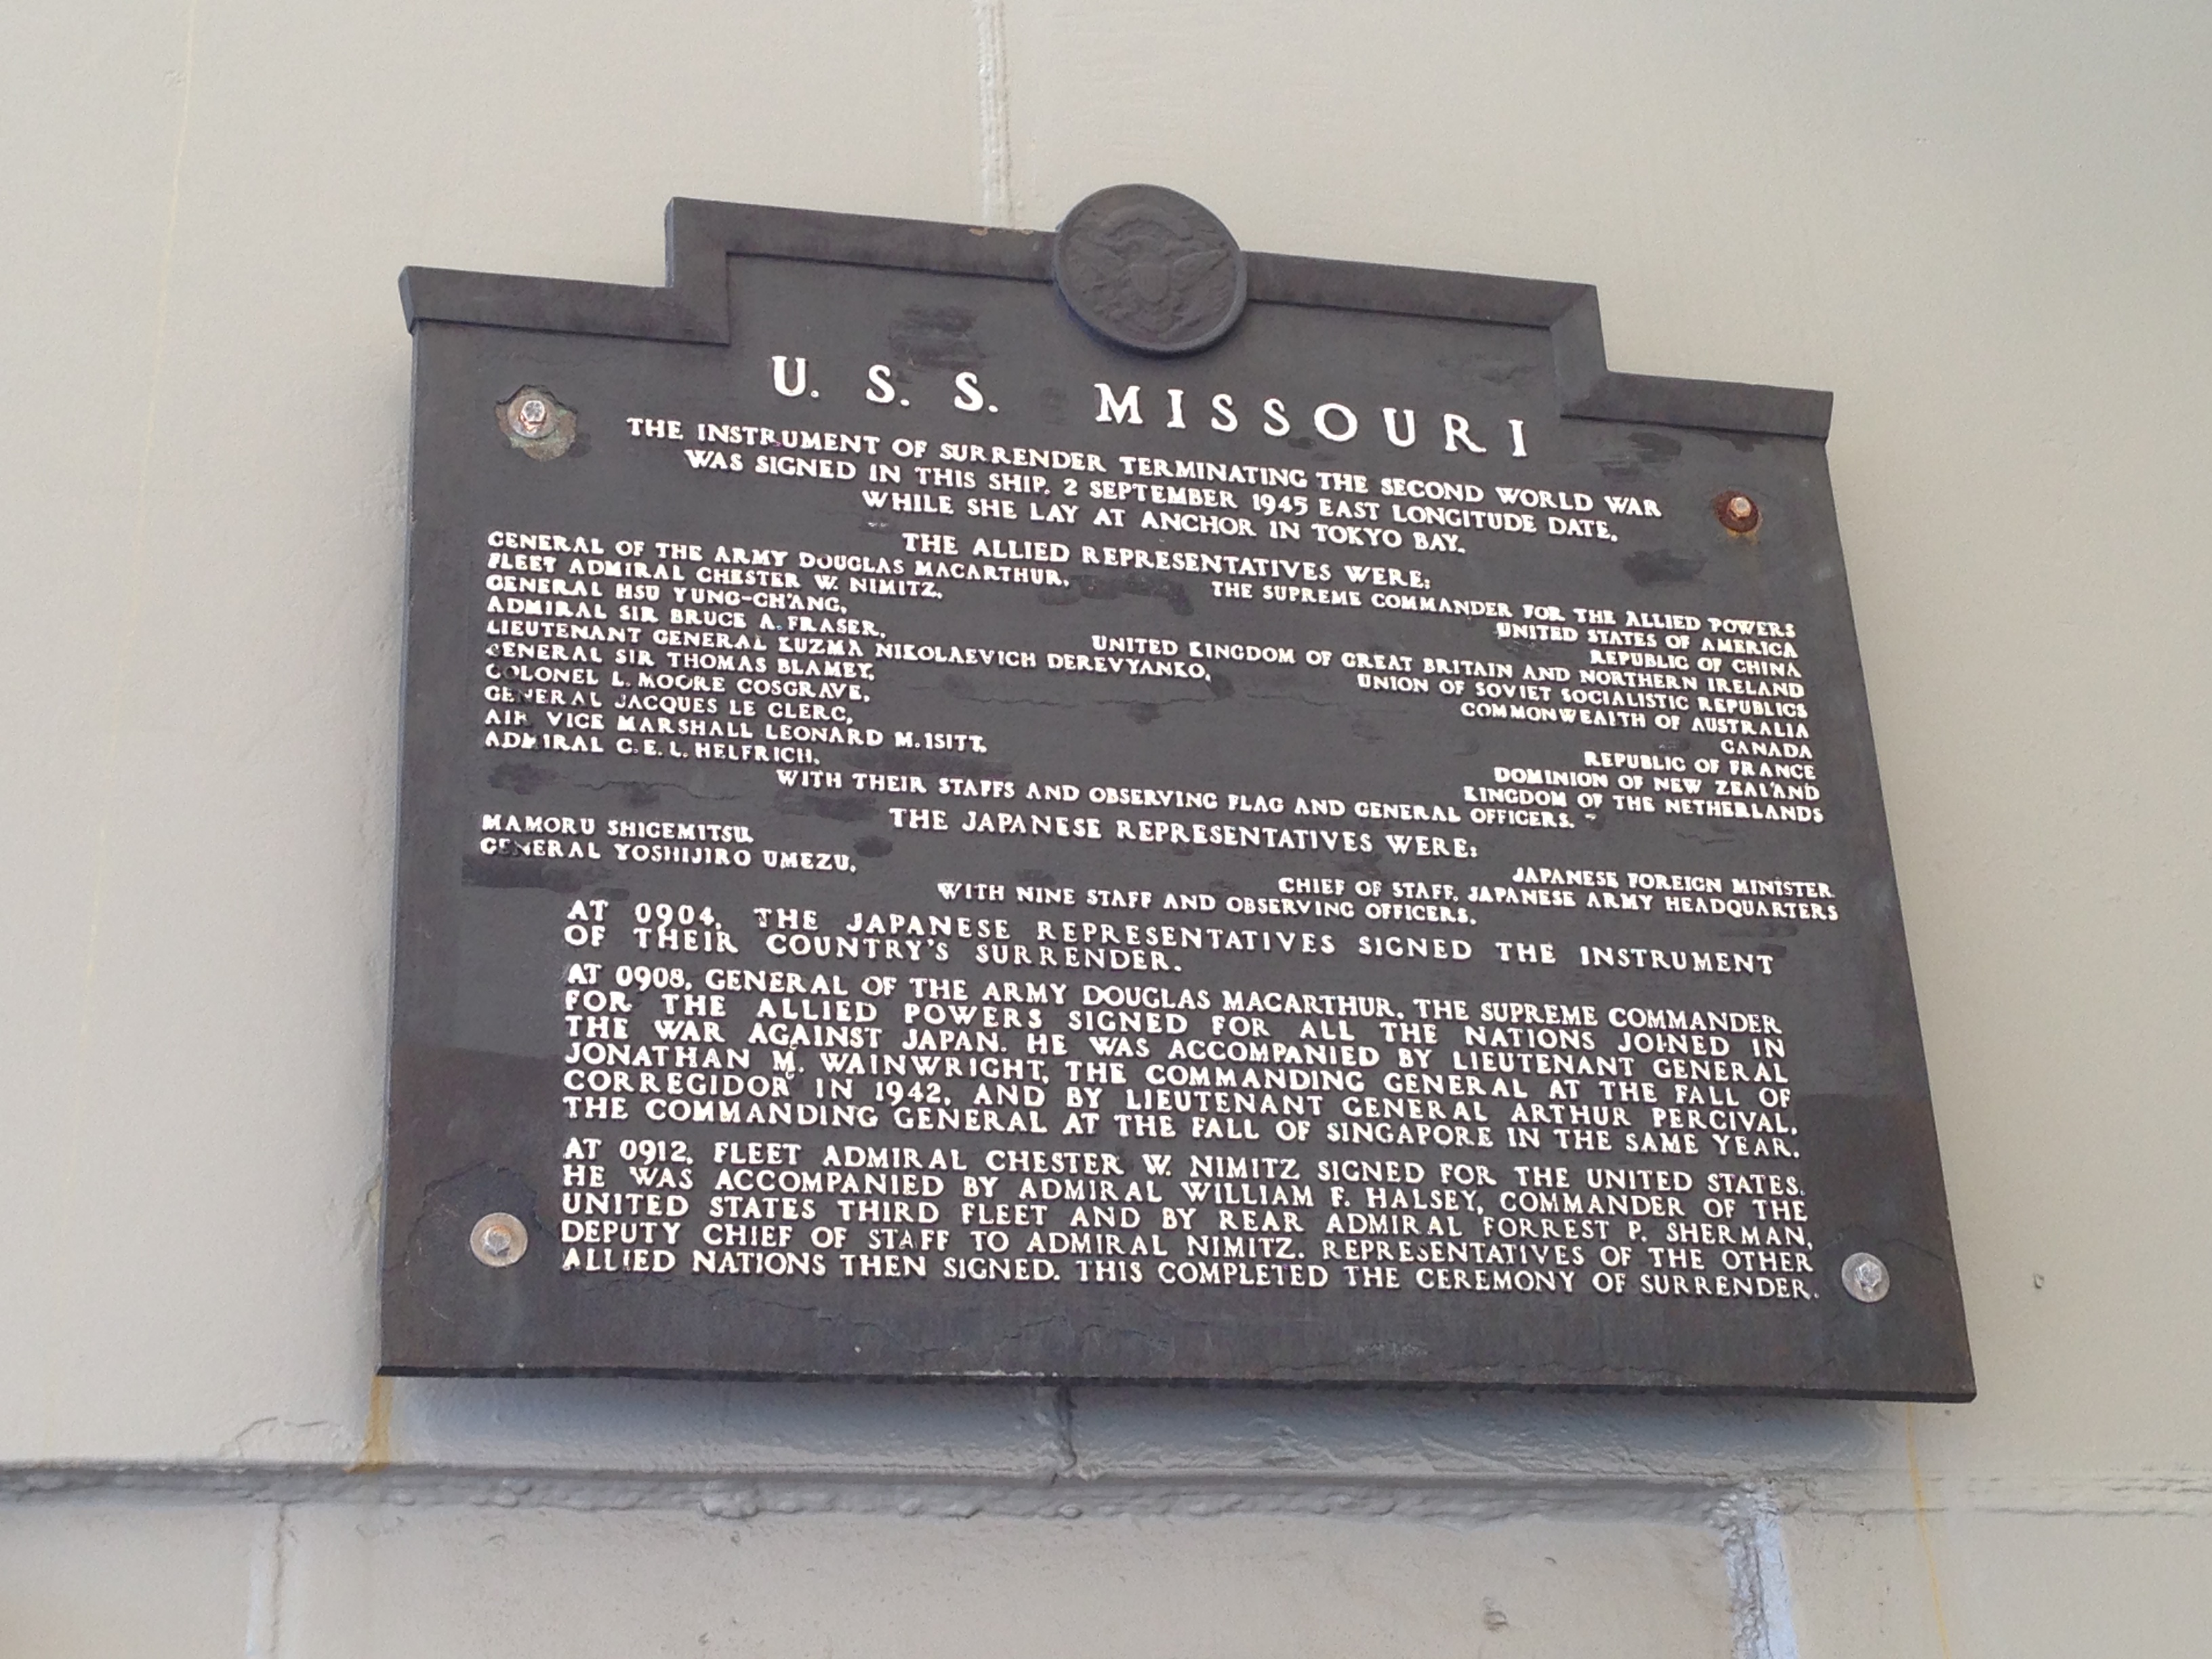 U. S. S. MISSOURI
THE INSTRUMENT OF SURRENDER TERMINATING THE SECOND WORLD WAR
WAS SIGNED IN THIS SHIP, 2 SEPTEMBER 1945 EAST LONGITUDE DATE,
WHILE SHE LAY AT ANCHOR IN TOKYO BAY.
THE ALLIED REPRESENTATIVES WERE:
GENERAL OF THE ARMY DOUGLAS MACARTHUR, THE SUPREME COMMANDER FOR THE ALLIED POWERS
FLEET ADMIRAL CHESTER W. NIMITZ, UNITED STATES OF AMERICA
GENERAL HSU YUNG-CH'ANG, REPUBLIC OF CHINA
ADMIRAL SIR BRUCE A. FRASER, UNITED KINGDOM OF GREAT BRITAIN AND NORTHERN IRELAND
LIEUTENANT GENERAL KUZMA NIKOLAEVICH DEREVYANKO, UNION OF SOVIET SOCIALISTIC REPUBLICS
GENERAL SIR THOMAS BLAMEY, COMMONWEALTH OF AUSTRALIA
COLONEL L. MOORE COSGRAVE, CANADA
GENERAL JACQUES LE CLERC, REPUBLIC OF FRANCE
AIR VICE MARSHALL LEONARD M. ISITT, DOMINION OF NEW ZEALAND
ADMIRAL C. E. L. HELFRICH, KINGDOM OF THE NETHERLANDS
WITH THEIR STAFFS AND OBSERVING FLAG AND GENERAL OFFICERS.
THE JAPANESE REPRESENTATIVES WERE:
MAMORU SHIGEMITSU, JAPANESE FOREIGN MINISTER
GENERAL YOSHIJIRO UMEZU, CHIEF OF STAFF, JAPANESE ARMY HEADQUARTERS
WITH NINE STAFF AND OBSERVING OFFICERS.
AT 0904, THE JAPANESE REPRESENTATIVES SIGNED THE INSTRUMENT
OF THEIR COUNTRY'S SURRENDER.
AT 0908, GENERAL OF THE ARMY DOUGLAS MACARTHUR, THE SUPREME COMMANDER
FOR THE ALLIED POWERS SIGNED FOR ALL THE NATIONS JOINED IN
THE WAR AGAINST JAPAN. HE WAS ACCOMPANIED BY LIEUTENANT GENERAL
JONATHAN M. WAINWRIGHT, THE COMMANDING GENERAL AT THE FALL OF
CORREGIDOR IN 1942, AND BY LIEUTENANT GENERAL ARTHUR PERCIVAL,
THE COMMANDING GENERAL AT THE FALL OF SINGAPORE IN THE SAME YEAR.
AT 0912, FLEET ADMIRAL CHESTER W. NIMITZ SIGNED FOR THE UNITED STATES.
HE WAS ACCOMPANIED BY ADMIRAL WILLIAM F. HALSEY, COMMANDER OF THE
UNITED STATES THIRD FLEET AND BY REAR ADMIRAL FORREST P. SHERMAN,
DEPUTY CHIEF OF STAFF TO ADMIRAL NIMITZ. REPRESENTATIVES OF THE OTHER
ALLIED NATIONS THEN SIGNED. THIS COMPLETED THE CEREMONY OF SURRENDER.